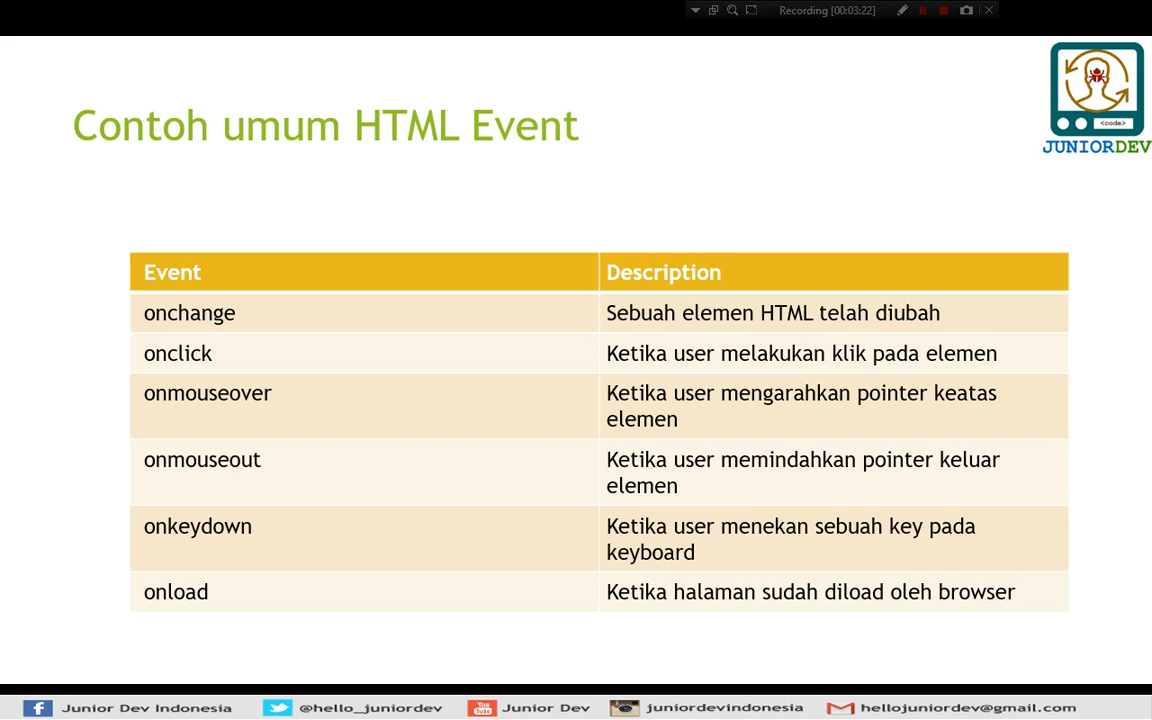 Recording [00:03:22]
<code>
JUNIORDEV
Contoh umum HTML Event
Event Description
onchange Sebuah elemen HTML telah diubah
onclick Ketika user melakukan klik pada elemen
onmouseover Ketika user mengarahkan pointer keatas
elemen
onmouseout Ketika user memindahkan pointer keluar
elemen
onkeydown Ketika user menekan sebuah key pada
keyboard
onload Ketika halaman sudah diload oleh browser
f Junior Dev Indonesia @hello_juniordev You Tube Junior Dev juniordevindonesia hellojuniordev@gmail.com